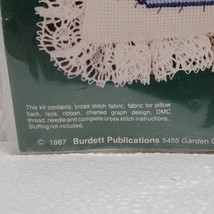 This kit contains: cross stitch fabric, fabric for pillow
back, lace, ribbon, charted graph design, DMC
thread, needle and complete cross stitch instructions.
Stuffing not included.
© 1987 Burdett Publications 5455 Garden